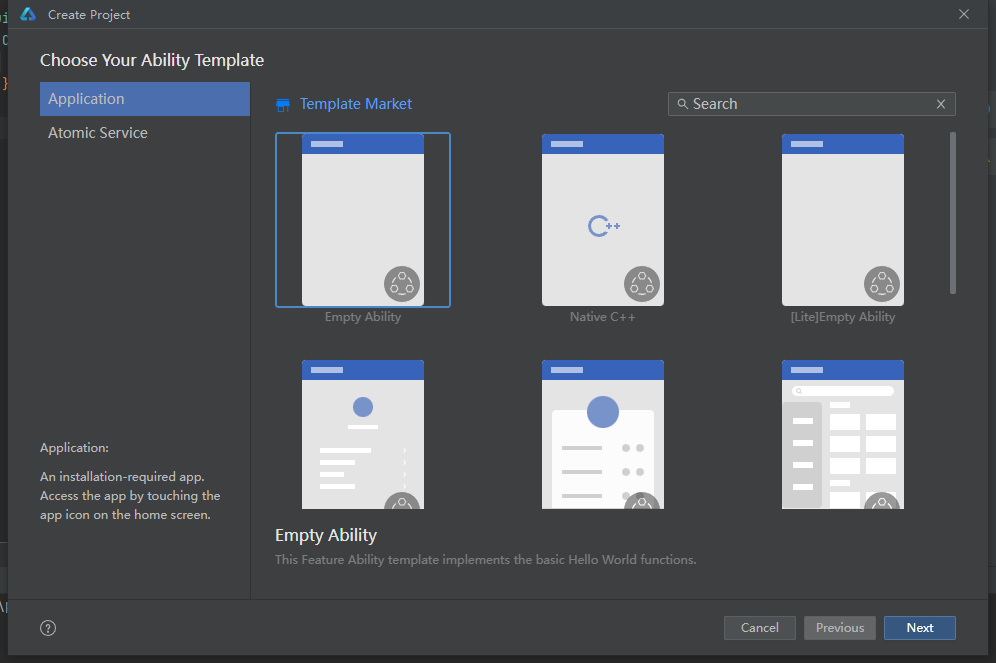 Create Project
Choose Your Ability Template
Application
Atomic Service
Template Market
Search
Empty Ability
C++
Native C++
[Lite]Empty Ability
Application:
An installation-required app.
Access the app by touching the
app icon on the home screen.
Empty Ability
This Feature Ability template implements the basic Hello World functions.
?
Cancel
Previous
Next